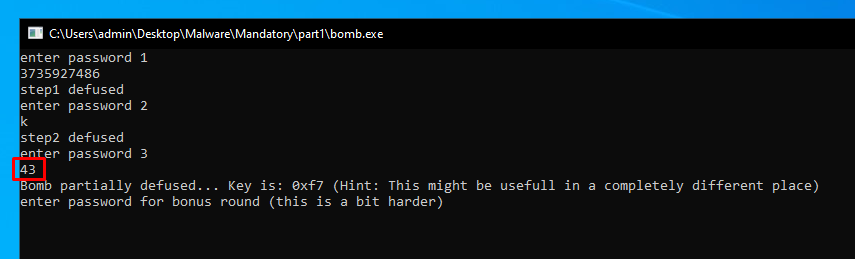 C:\Users\admin\Desktop\Malware\Mandatory\part1\bomb.exe
enter password 1
3735927486
step1 defused
enter password 2
k
step2 defused
enter password 3
43
Bomb partially defused... Key is: 0xf7 (Hint: This might be usefull in a completely different place)
enter password for bonus round (this is a bit harder)